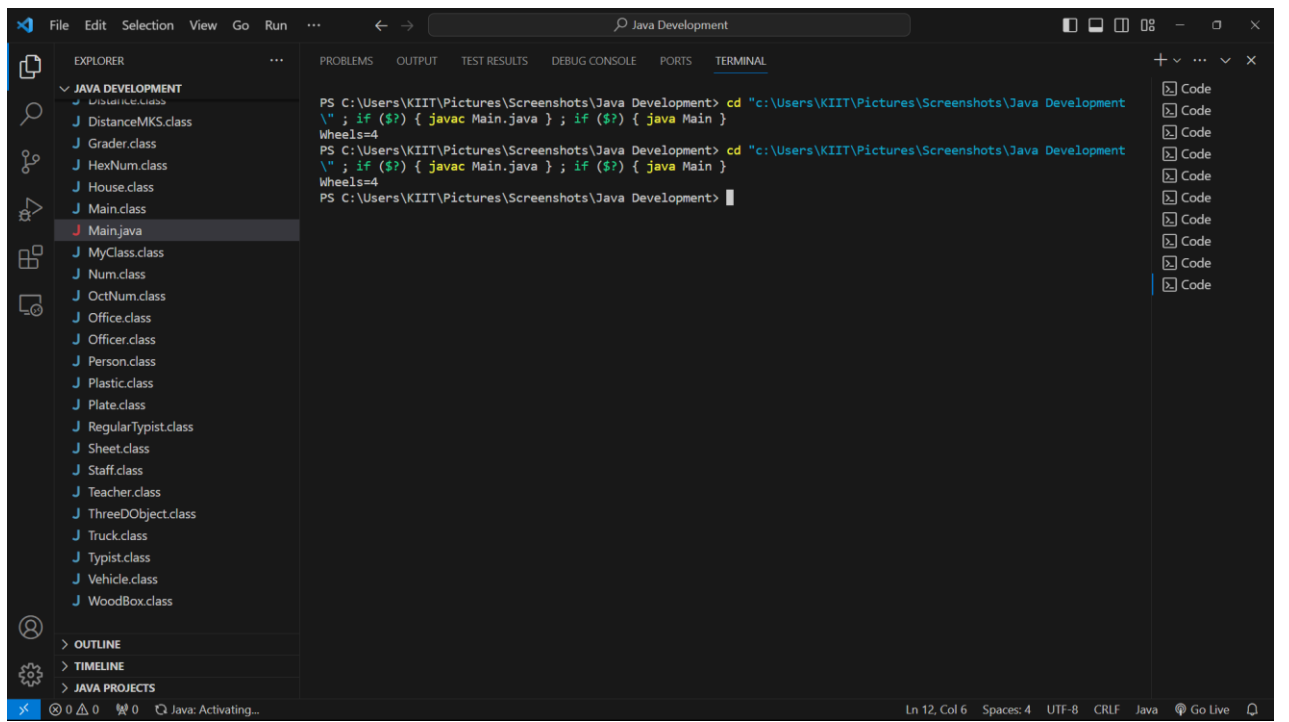 File Edit Selection View Go Run ··· Java Development
EXPLORER ···
JAVA DEVELOPMENT
Distance.class
DistanceMKS.class
Grader.class
HexNum.class
House.class
Main.class
Main.java
MyClass.class
Num.class
OctNum.class
Office.class
Officer.class
Person.class
Plastic.class
Plate.class
RegularTypist.class
Sheet.class
Staff.class
Teacher.class
ThreeDObject.class
Truck.class
Typist.class
Vehicle.class
WoodBox.class
OUTLINE
TIMELINE
JAVA PROJECTS
PROBLEMS OUTPUT TEST RESULTS DEBUG CONSOLE PORTS TERMINAL
PS C:\Users\KIIT\Pictures\Screenshots\Java Development> cd "c:\Users\KIIT\Pictures\Screenshots\Java Development
\" ; if ($?) { javac Main.java } ; if ($?) { java Main }
Wheels=4
PS C:\Users\KIIT\Pictures\Screenshots\Java Development> cd "c:\Users\KIIT\Pictures\Screenshots\Java Development
\" ; if ($?) { javac Main.java } ; if ($?) { java Main }
Wheels=4
PS C:\Users\KIIT\Pictures\Screenshots\Java Development>
Code
Code
Code
Code
Code
Code
Code
Code
Code
Code
0 0 0 Java: Activating... Ln 12, Col 6 Spaces: 4 UTF-8 CRLF Java Go Live